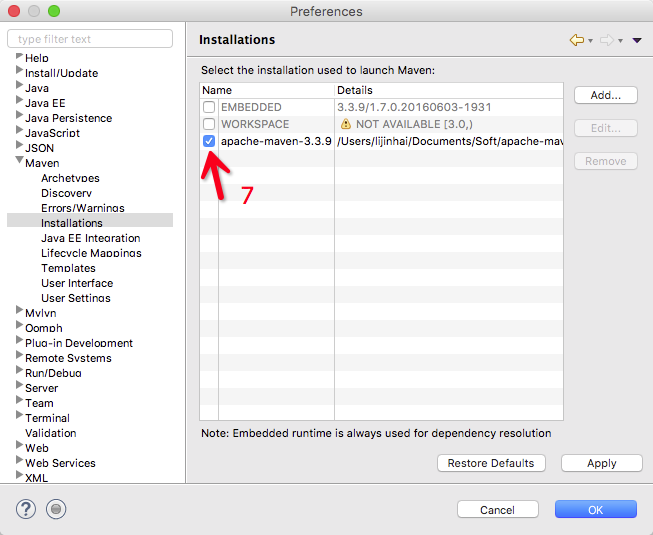 Preferences
type filter text
Help
Install/Update
Java
Java EE
Java Persistence
JavaScript
JSON
Maven
Archetypes
Discovery
Errors/Warnings
Installations
Java EE Integration
Lifecycle Mappings
Templates
User Interface
User Settings
Mylyn
Oomph
Plug-in Development
Remote Systems
Run/Debug
Server
Team
Terminal
Validation
Web
Web Services
XML
Installations
Select the installation used to launch Maven:
Name Details
EMBEDDED 3.3.9/1.7.0.20160603-1931
WORKSPACE NOT AVAILABLE [3.0,)
apache-maven-3.3.9 /Users/lijinhai/Documents/Soft/apache-mav
7
Add...
Edit...
Remove
Note: Embedded runtime is always used for dependency resolution
Restore Defaults Apply
? Cancel OK